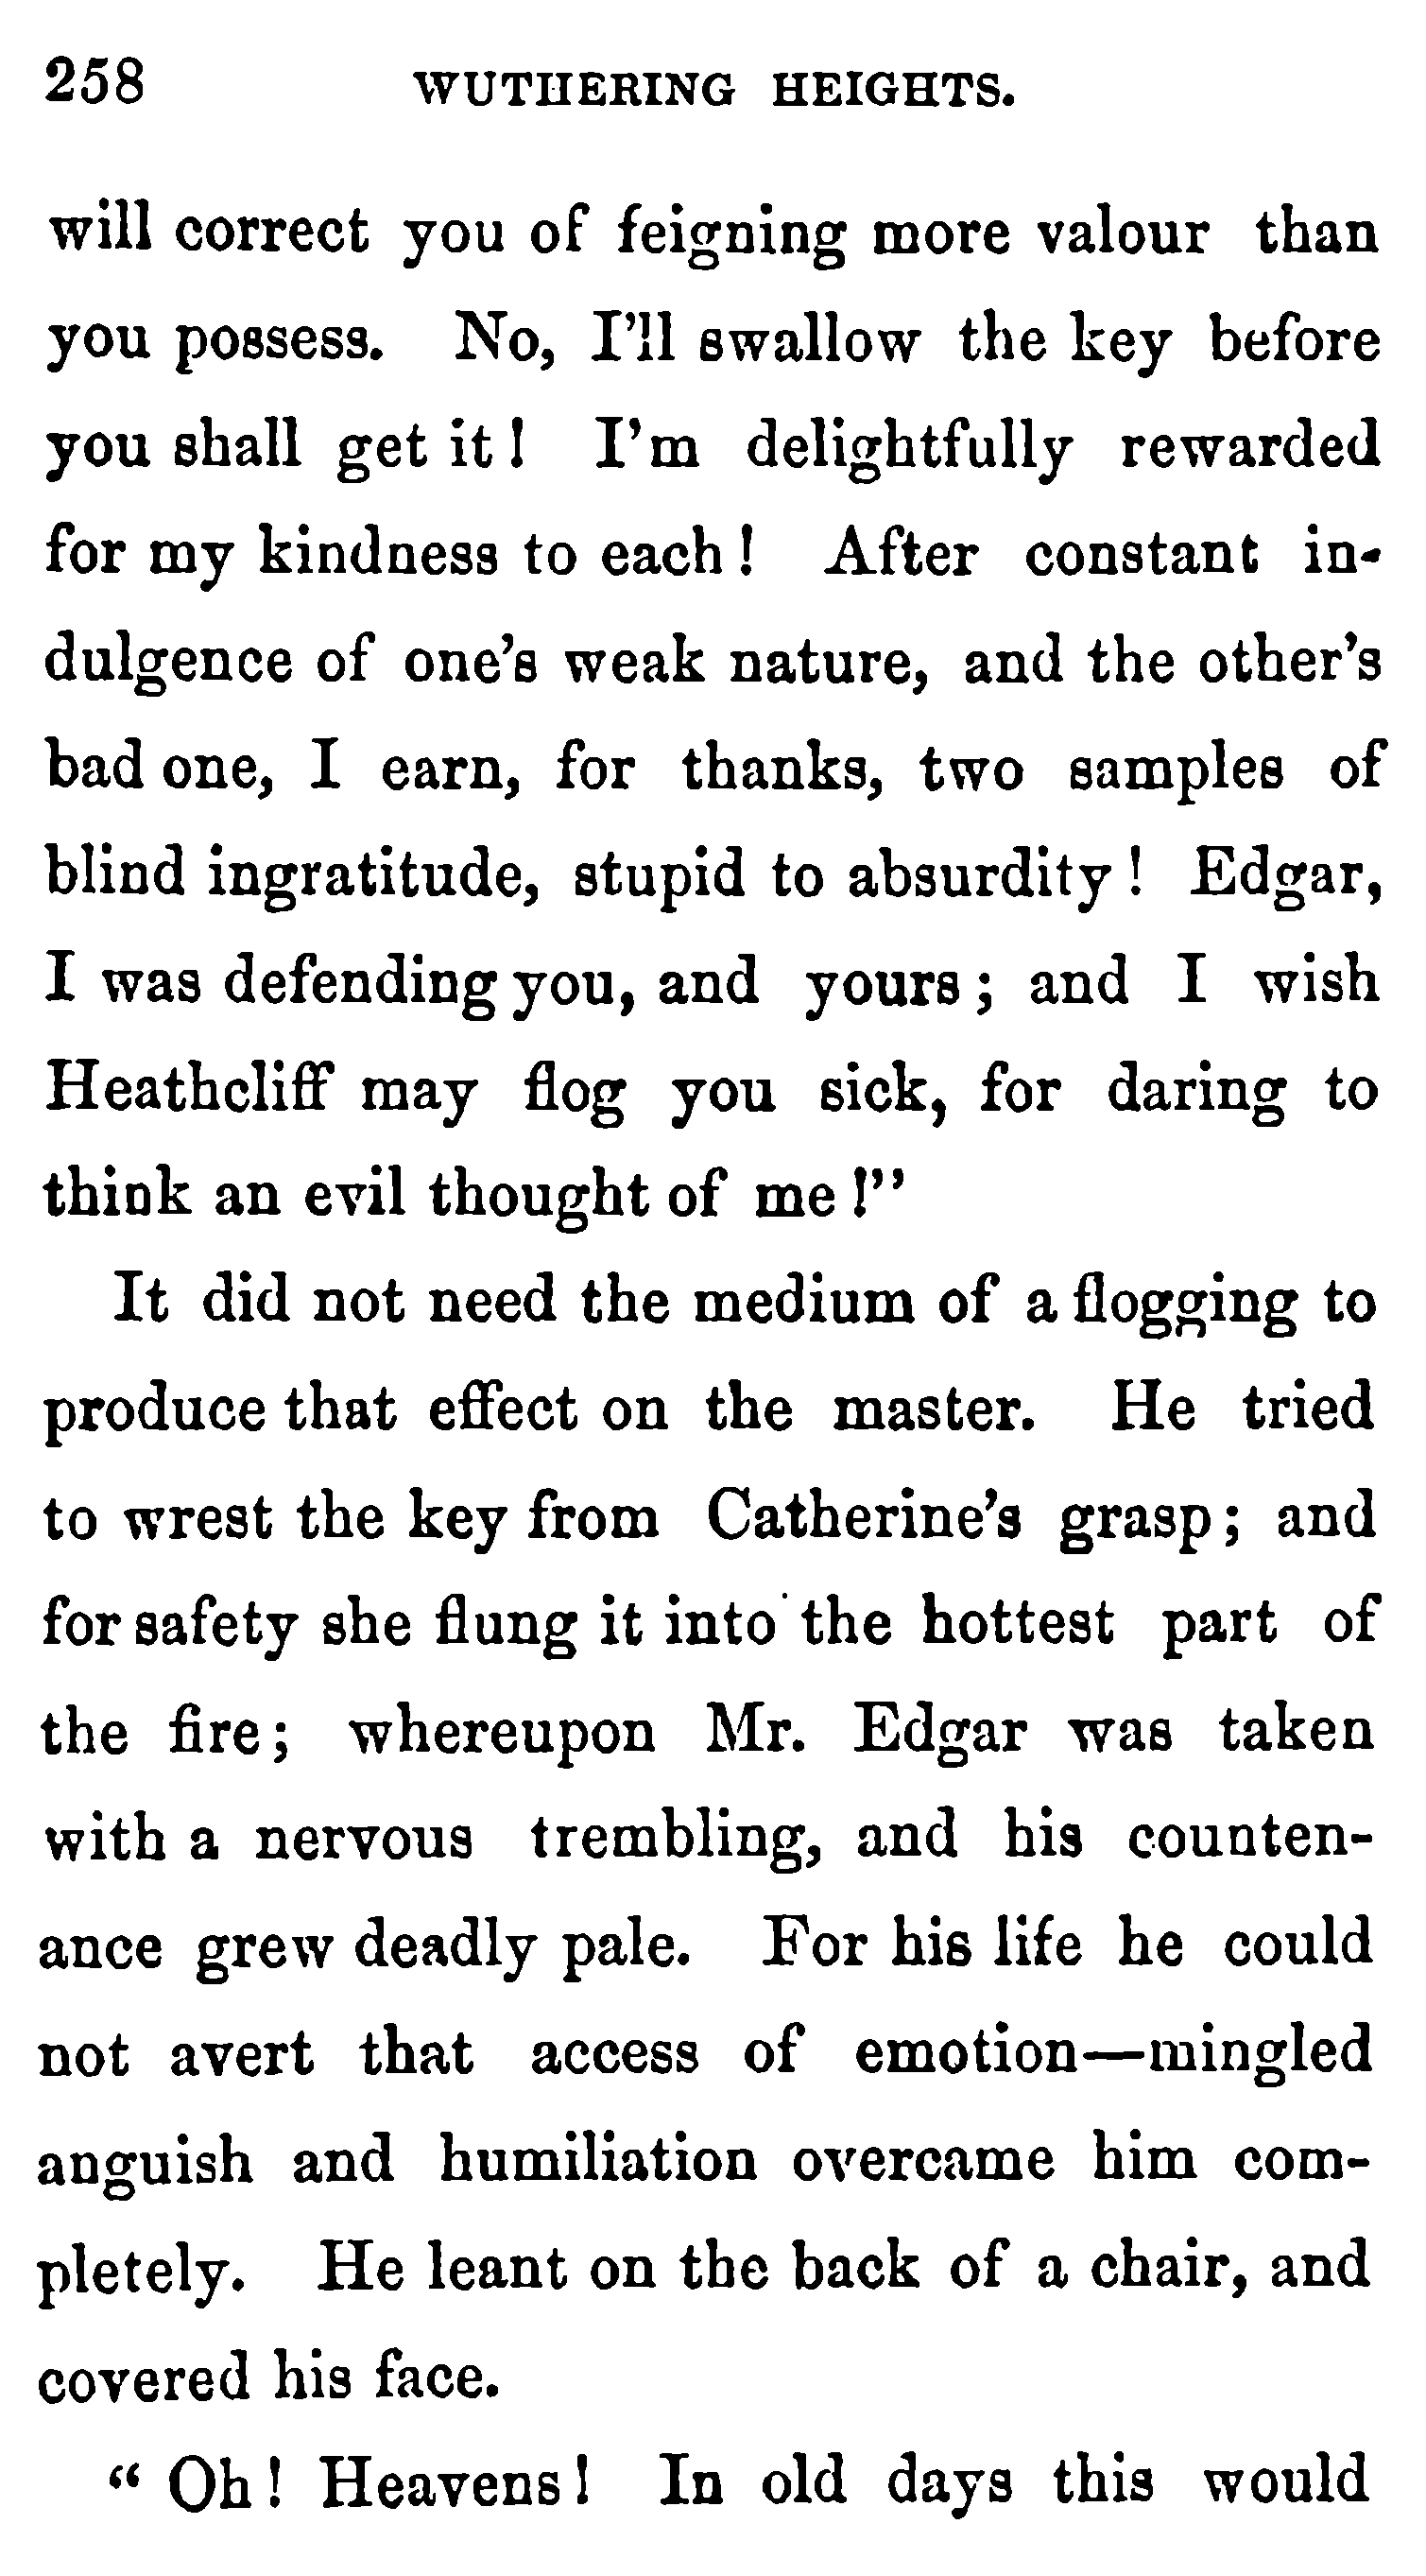 258 WUTHERING HEIGHTS.
will correct you of feigning more valour than
you possess. No, I'll swallow the key before
you shall get it! I'm delightfully rewarded
for my kindness to each! After constant in-
dulgence of one's weak nature, and the other's
bad one, I earn, for thanks, two samples of
blind ingratitude, stupid to absurdity! Edgar,
I was defending you, and yours; and I wish
Heathcliff may flog you sick, for daring to
think an evil thought of me!"
It did not need the medium of a flogging to
produce that effect on the master. He tried
to wrest the key from Catherine's grasp; and
for safety she flung it into the hottest part of
the fire; whereupon Mr. Edgar was taken
with a nervous trembling, and his counten-
ance grew deadly pale. For his life he could
not avert that access of emotion—mingled
anguish and humiliation overcame him com-
pletely. He leant on the back of a chair, and
covered his face.
"Oh! Heavens! In old days this would